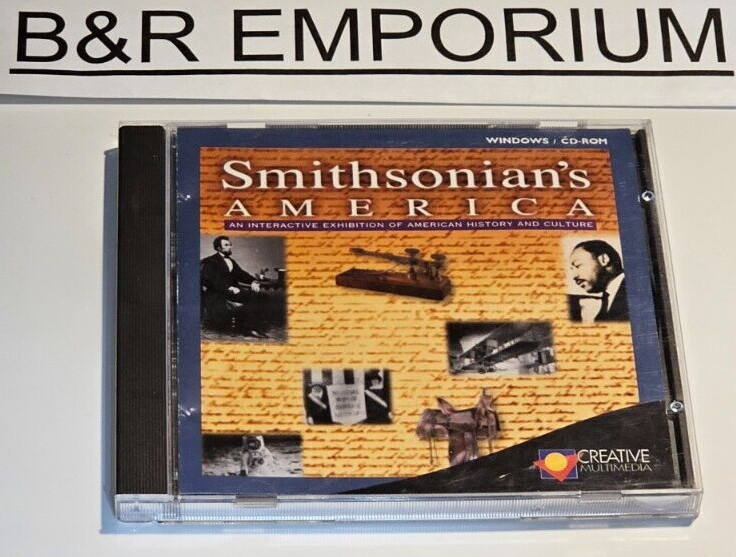 B&R EMPORIUM
WINDOWS / CD-ROM
Smithsonian's
AMERICA
AN INTERACTIVE EXHIBITION OF AMERICAN HISTORY AND CULTURE
CREATIVE
MULTIMEDIA